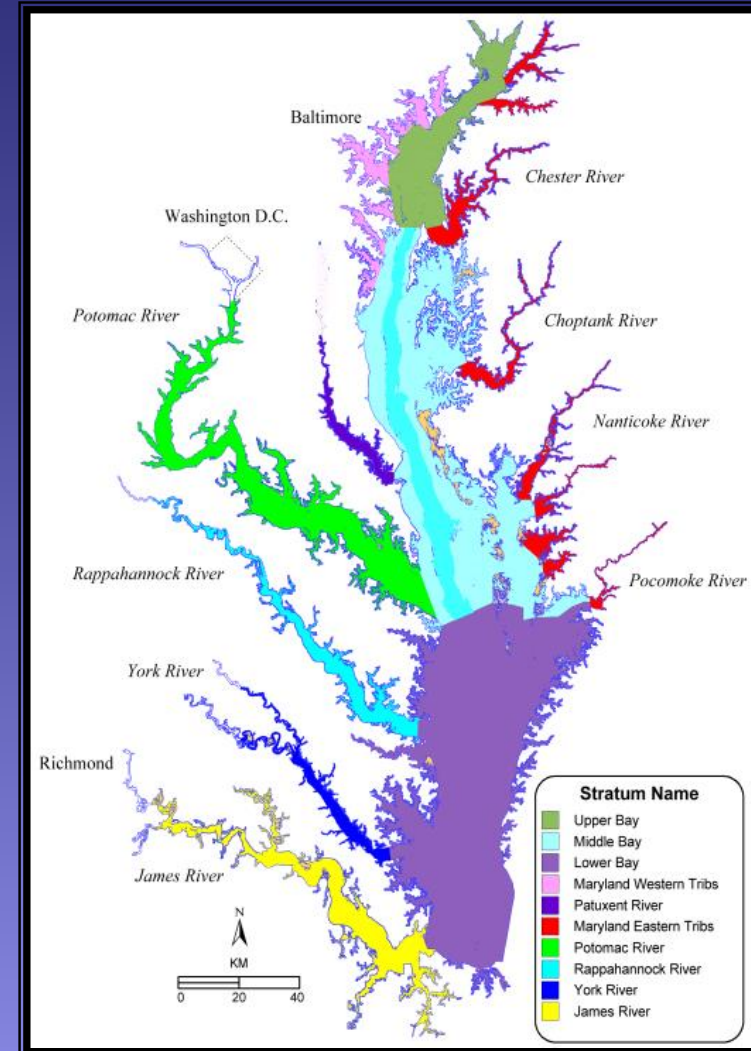 Baltimore
Chester River
Washington D.C.
Potomac River
Choptank River
Nanticoke River
Rappahannock River
Pocomoke River
York River
Richmond
James River
N
KM
0 20 40
Stratum Name
Upper Bay
Middle Bay
Lower Bay
Maryland Western Tribs
Patuxent River
Maryland Eastern Tribs
Potomac River
Rappahannock River
York River
James River